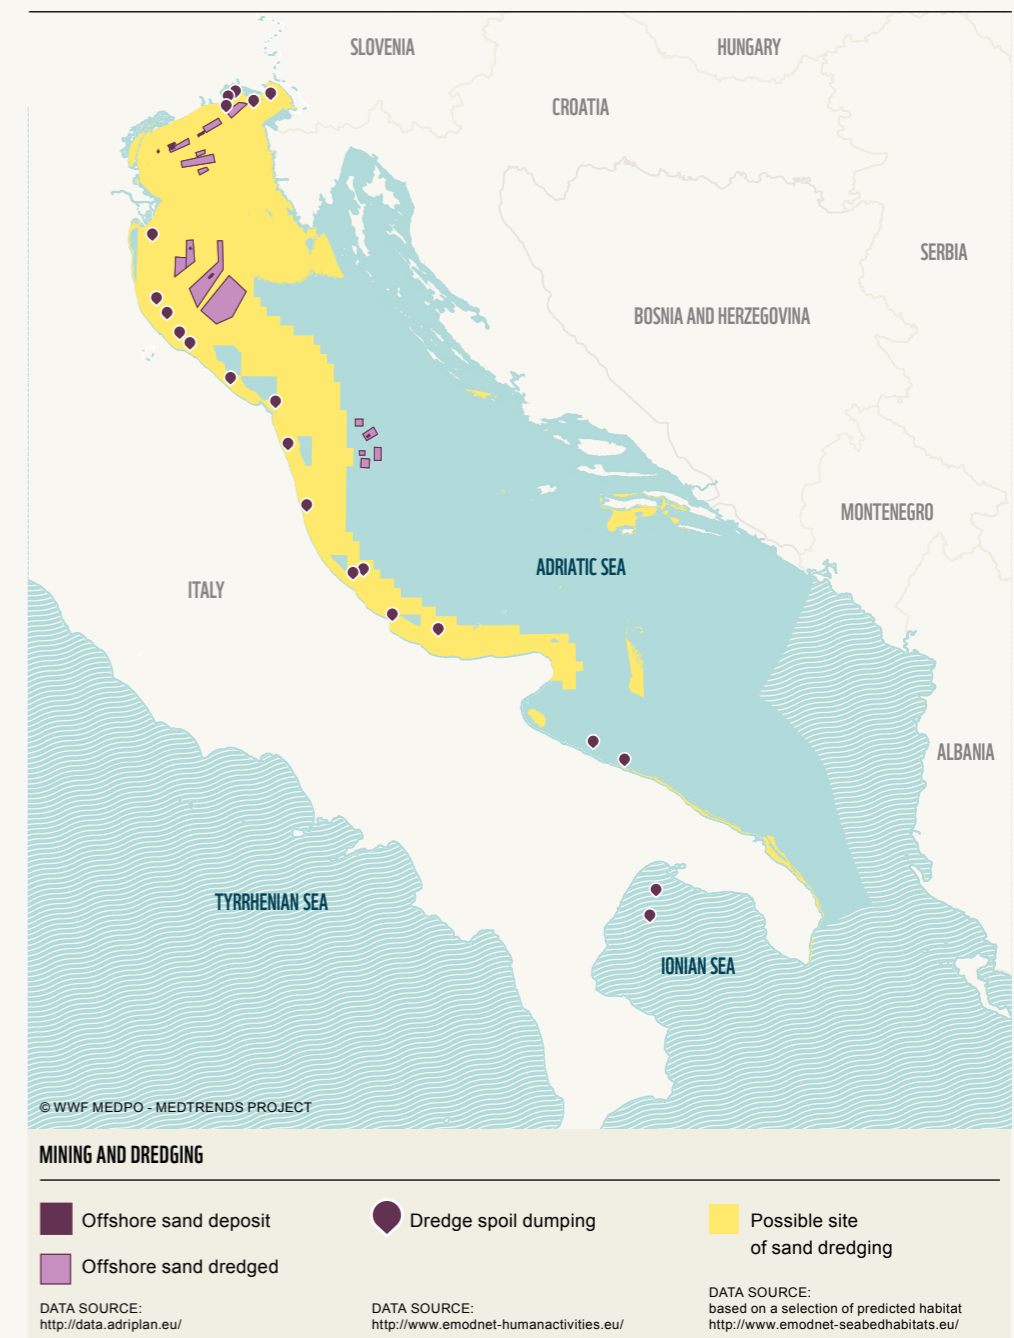 SLOVENIA
HUNGARY
CROATIA
SERBIA
BOSNIA AND HERZEGOVINA
MONTENEGRO
ADRIATIC SEA
ITALY
ALBANIA
TYRRHENIAN SEA
IONIAN SEA
© WWF MEDPO - MEDTRENDS PROJECT
MINING AND DREDGING
Offshore sand deposit
Offshore sand dredged
DATA SOURCE:
http://data.adriplan.eu/
Dredge spoil dumping
DATA SOURCE:
http://www.emodnet-humanactivities.eu/
Possible site
of sand dredging
DATA SOURCE:
based on a selection of predicted habitat
http://www.emodnet-seabedhabitats.eu/